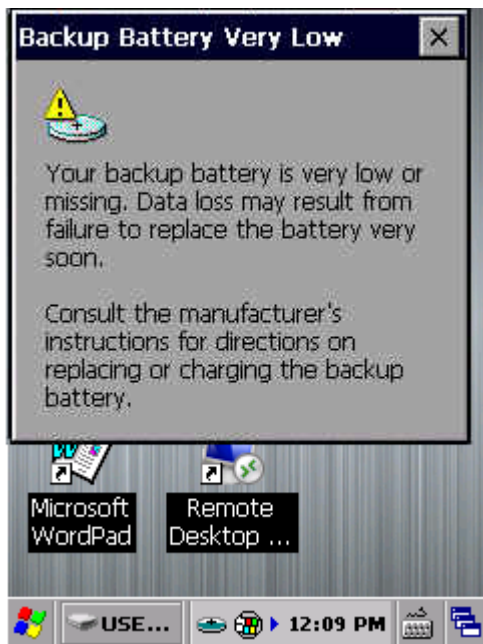 Backup Battery Very Low
Your backup battery is very low or
missing. Data loss may result from
failure to replace the battery very
soon.
Consult the manufacturer's
instructions for directions on
replacing or charging the backup
battery.
Microsoft
WordPad
Remote
Desktop ...
USE...
12:09 PM